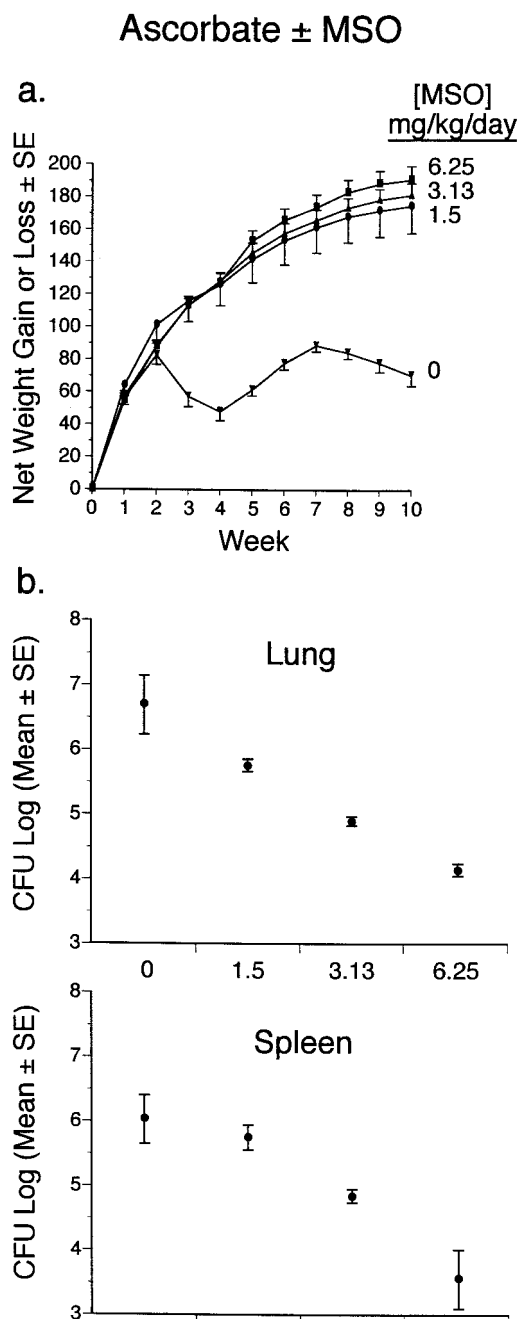 Ascorbate ± MSO
a.
[MSO]
mg/kg/day
Net Weight Gain or Loss ± SE
200
180
160
140
120
100
80
60
40
20
0
6.25
3.13
1.5
0
0 1 2 3 4 5 6 7 8 9 10
Week
b.
CFU Log (Mean ± SE)
8
7
6
5
4
3
Lung
0 1.5 3.13 6.25
CFU Log (Mean ± SE)
8
7
6
5
4
3
Spleen